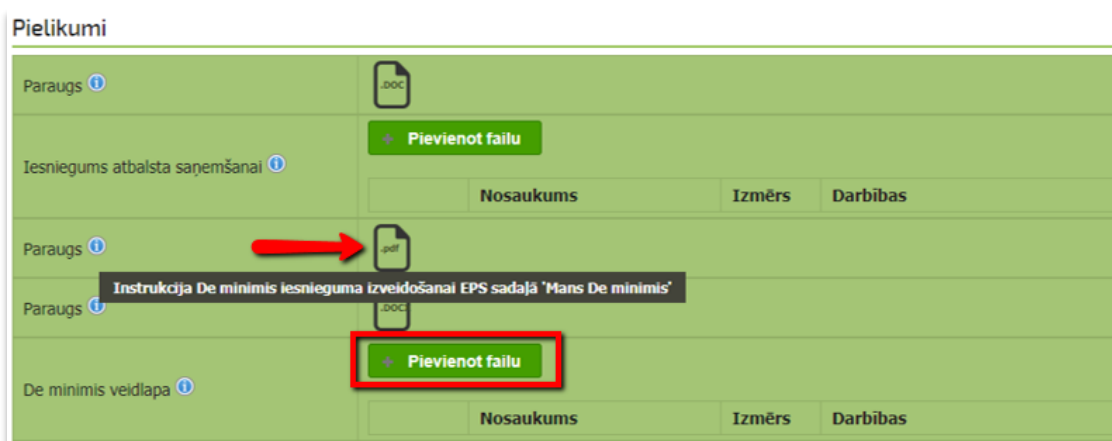 Pielikumi
Paraugs
.DOC
Pievienot failu
Iesniegums atbalsta saņemšanai
Nosaukums Izmērs Darbības
Paraugs
.pdf
Instrukcija De minimis iesnieguma izveidošanai EPS sadaļā 'Mans De minimis'
Paraugs
Pievienot failu
De minimis veidlapa
Nosaukums Izmērs Darbības